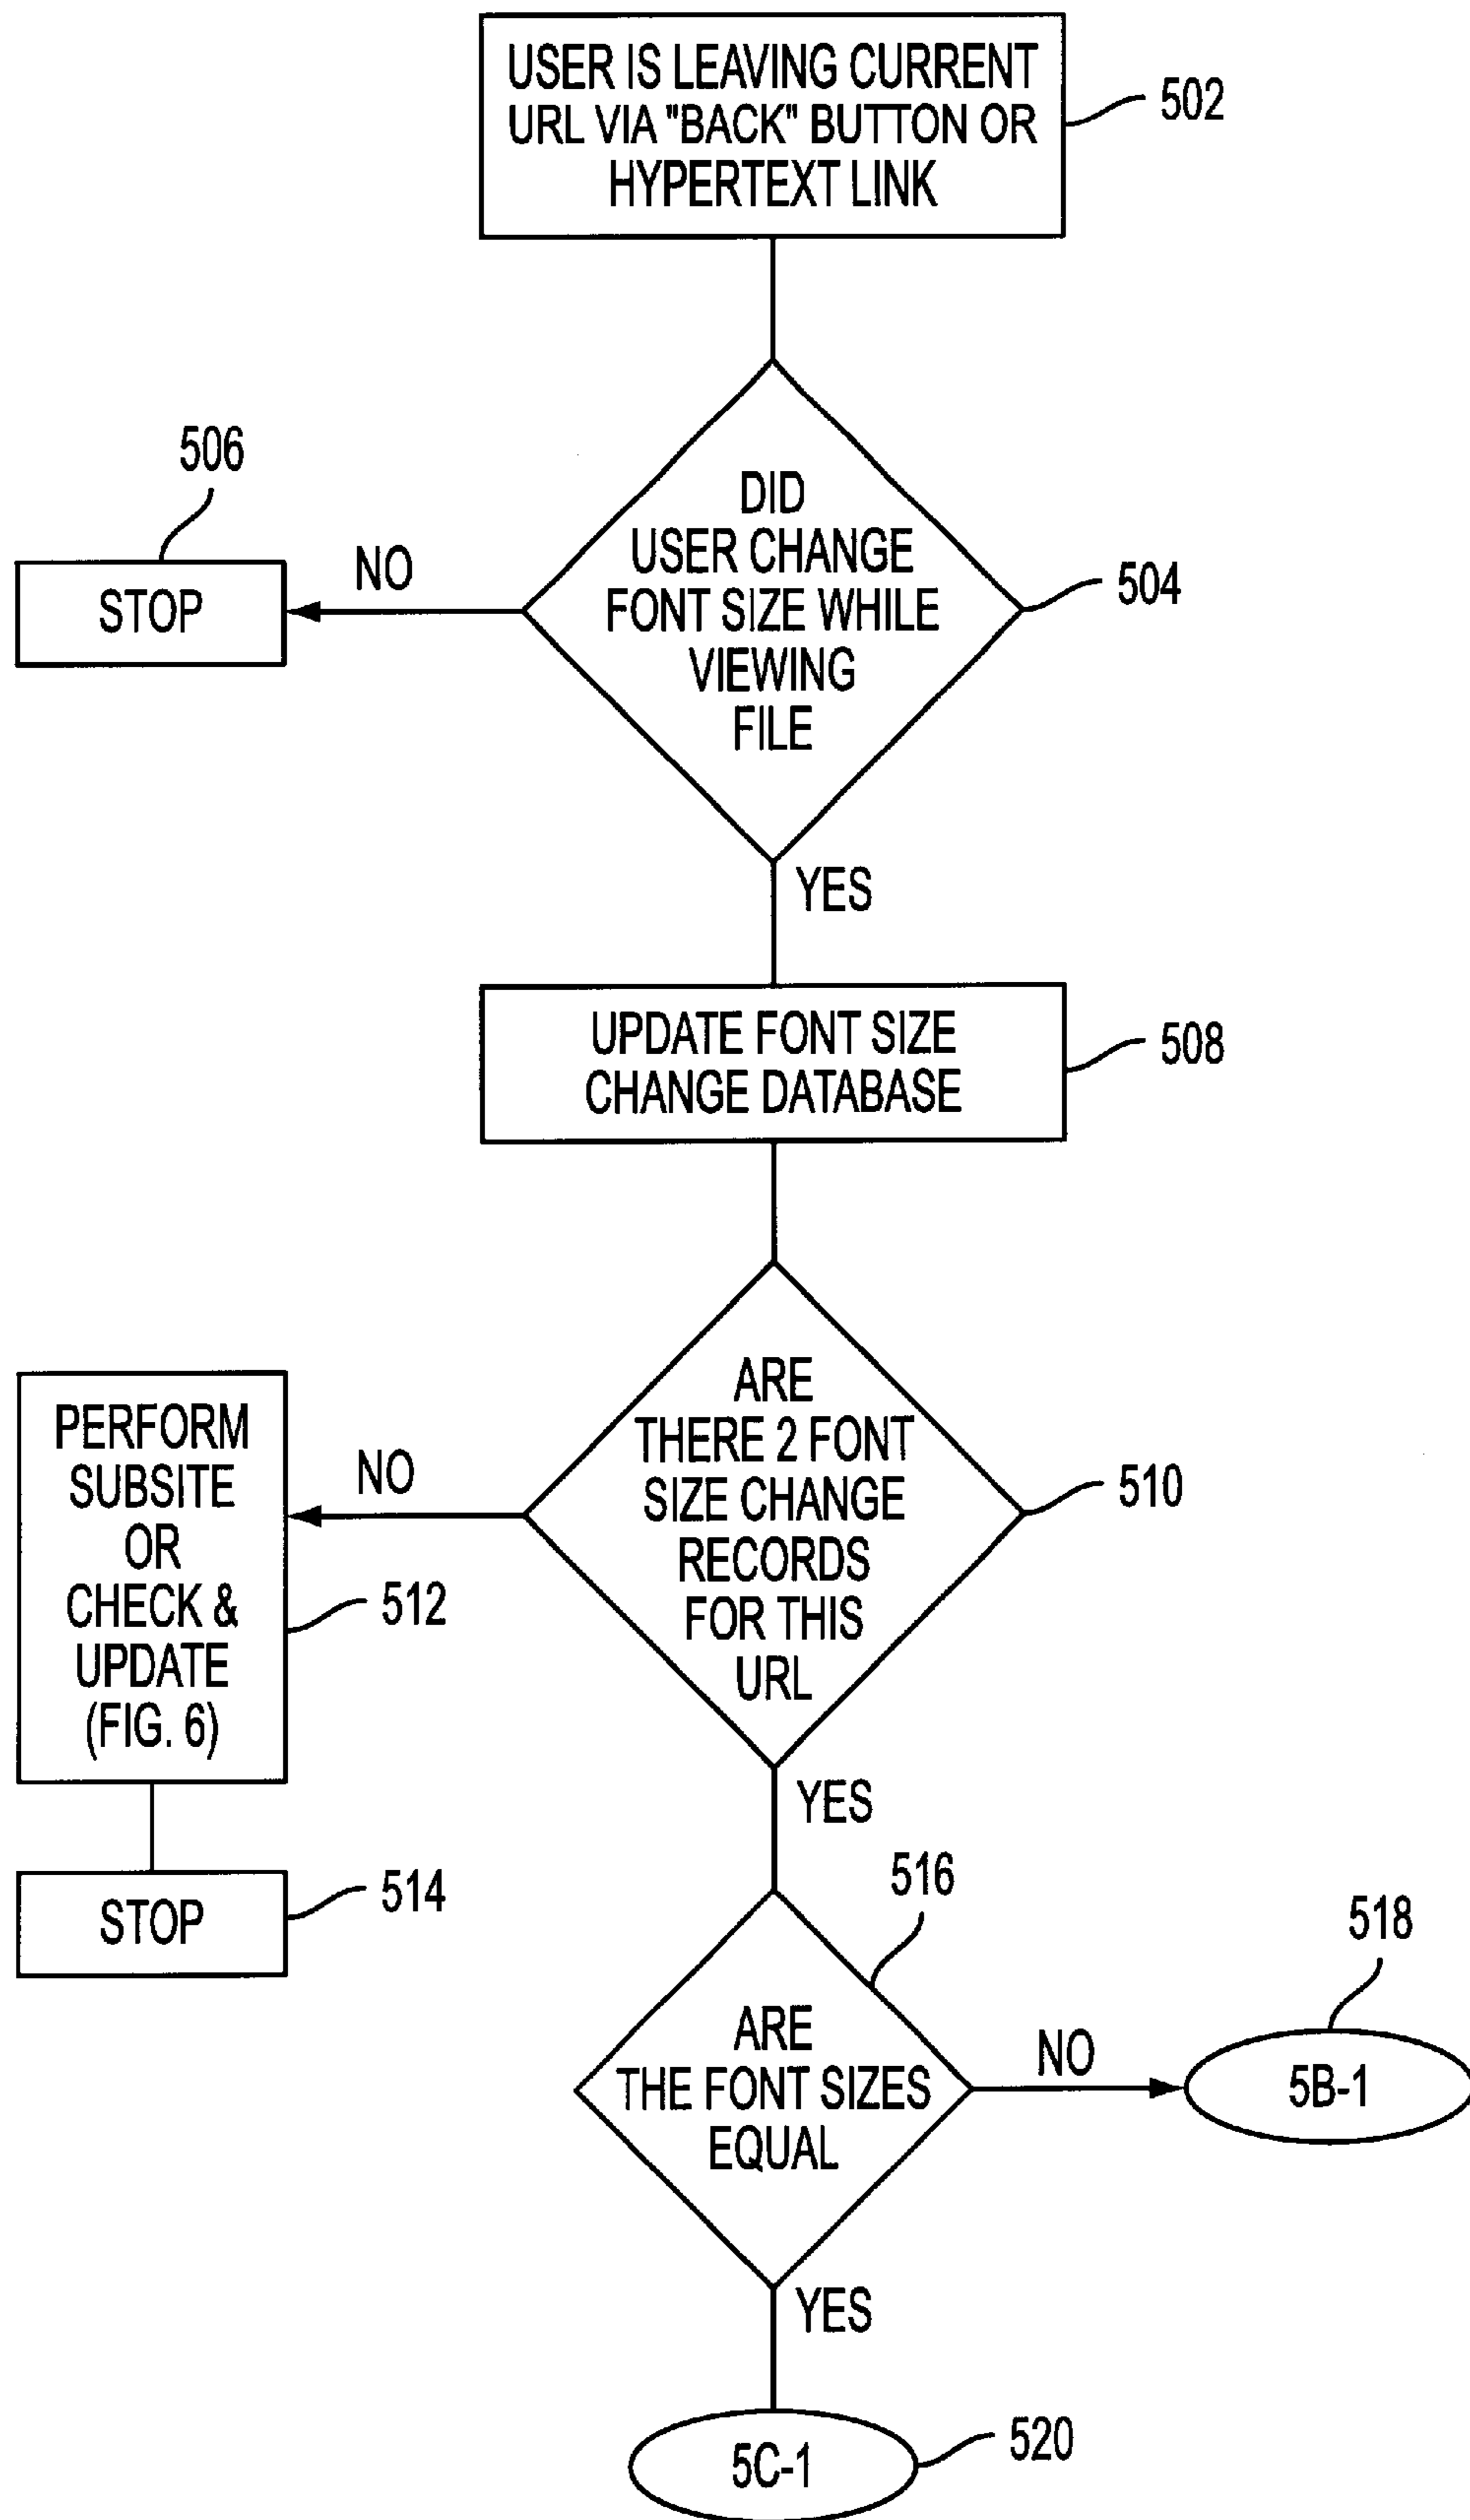 USER IS LEAVING CURRENT
URL VIA "BACK" BUTTON OR
HYPERTEXT LINK
502
506
STOP
NO
DID
USER CHANGE
FONT SIZE WHILE
VIEWING
FILE
504
YES
UPDATE FONT SIZE
CHANGE DATABASE
508
ARE
THERE 2 FONT
SIZE CHANGE
RECORDS
FOR THIS
URL
510
NO
PERFORM
SUBSITE
OR
CHECK &
UPDATE
(FIG. 6)
512
STOP
514
YES
516
ARE
THE FONT SIZES
EQUAL
NO
518
5B-1
YES
5C-1
520